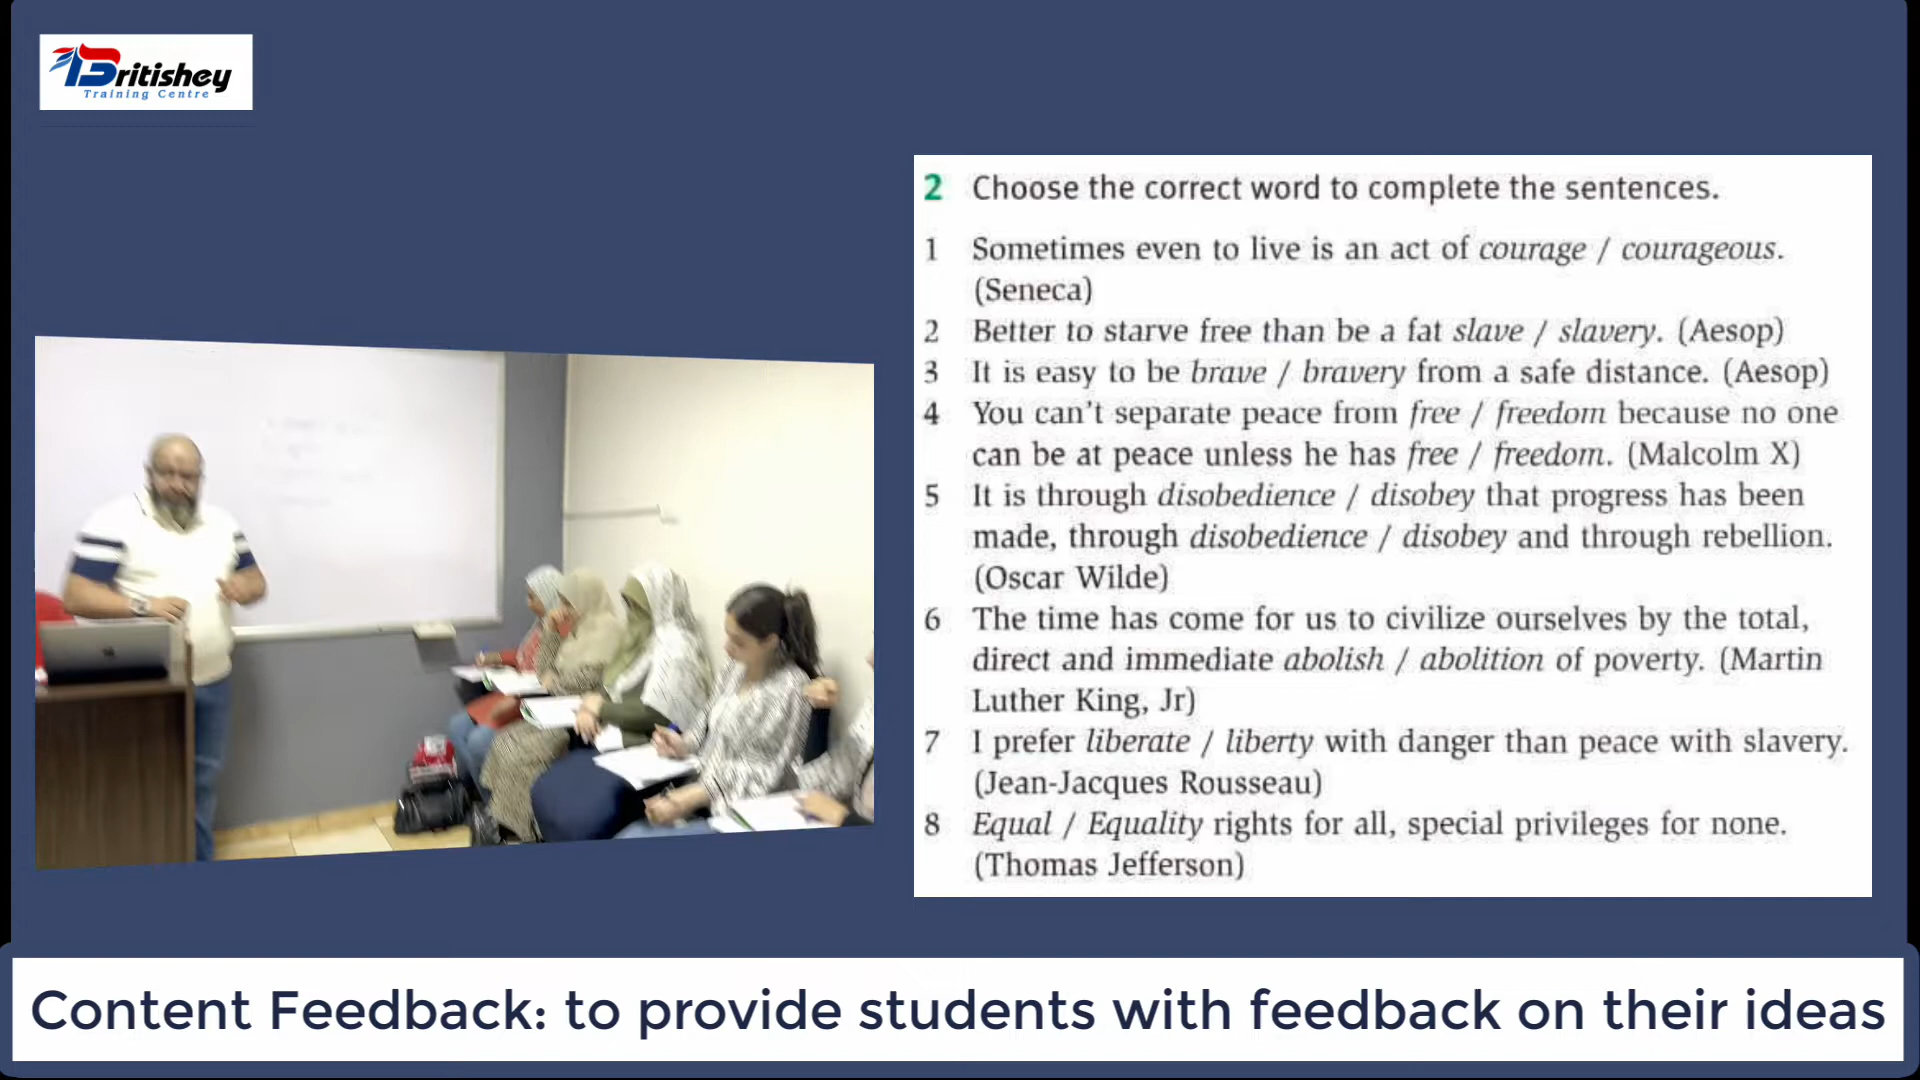 Britishey
Training Centre
2 Choose the correct word to complete the sentences.
1 Sometimes even to live is an act of courage / courageous.
(Seneca)
2 Better to starve free than be a fat slave / slavery. (Aesop)
3 It is easy to be brave / bravery from a safe distance. (Aesop)
4 You can't separate peace from free / freedom because no one
can be at peace unless he has free / freedom. (Malcolm X)
5 It is through disobedience / disobey that progress has been
made, through disobedience / disobey and through rebellion.
(Oscar Wilde)
6 The time has come for us to civilize ourselves by the total,
direct and immediate abolish / abolition of poverty. (Martin
Luther King, Jr)
7 I prefer liberate / liberty with danger than peace with slavery.
(Jean-Jacques Rousseau)
8 Equal / Equality rights for all, special privileges for none.
(Thomas Jefferson)
Content Feedback: to provide students with feedback on their ideas